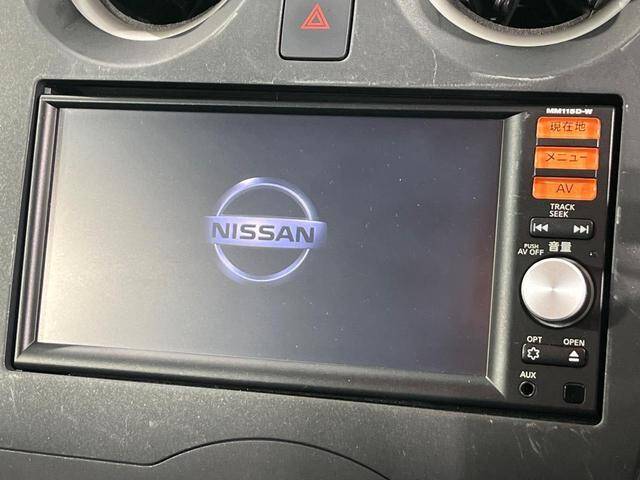 MM115D-W
現在地
メニュー
AV
TRACK
SEEK
NISSAN
PUSH
AV OFF
音量
OPT
OPEN
AUX